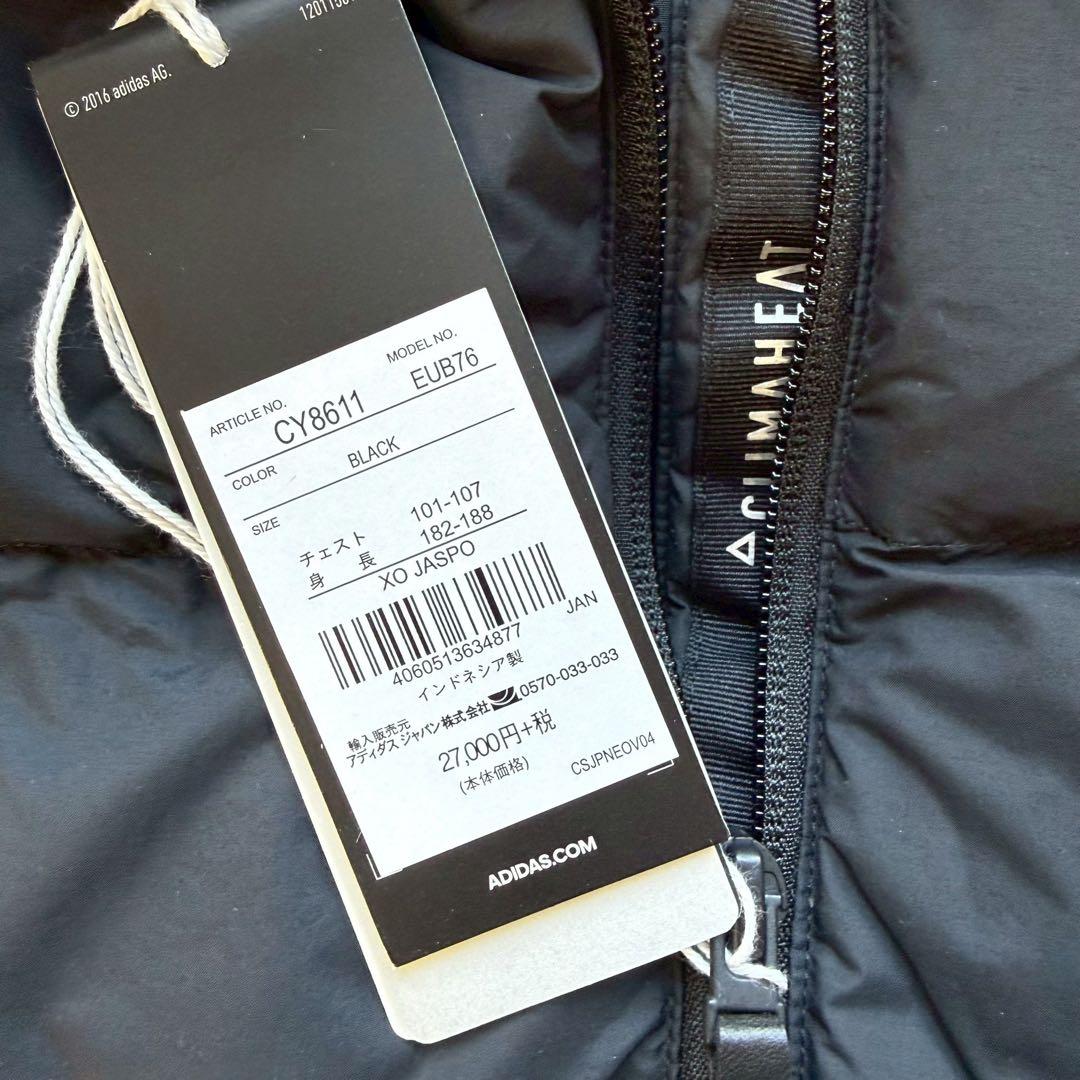 © 2016 adidas AG.
ARTICLE NO.
CY8611
MODEL NO.
EUB76
COLOR
BLACK
SIZE
チェスト 101-107
身 長 182-188
XO JASPO
4060513634877
JAN
インドネシア製
輸入販売元
アディダス ジャパン株式会社 0570-033-033
27,000円+税
(本体価格)
CSJPNEOV04
ADIDAS.COM
CLIMAHEAT